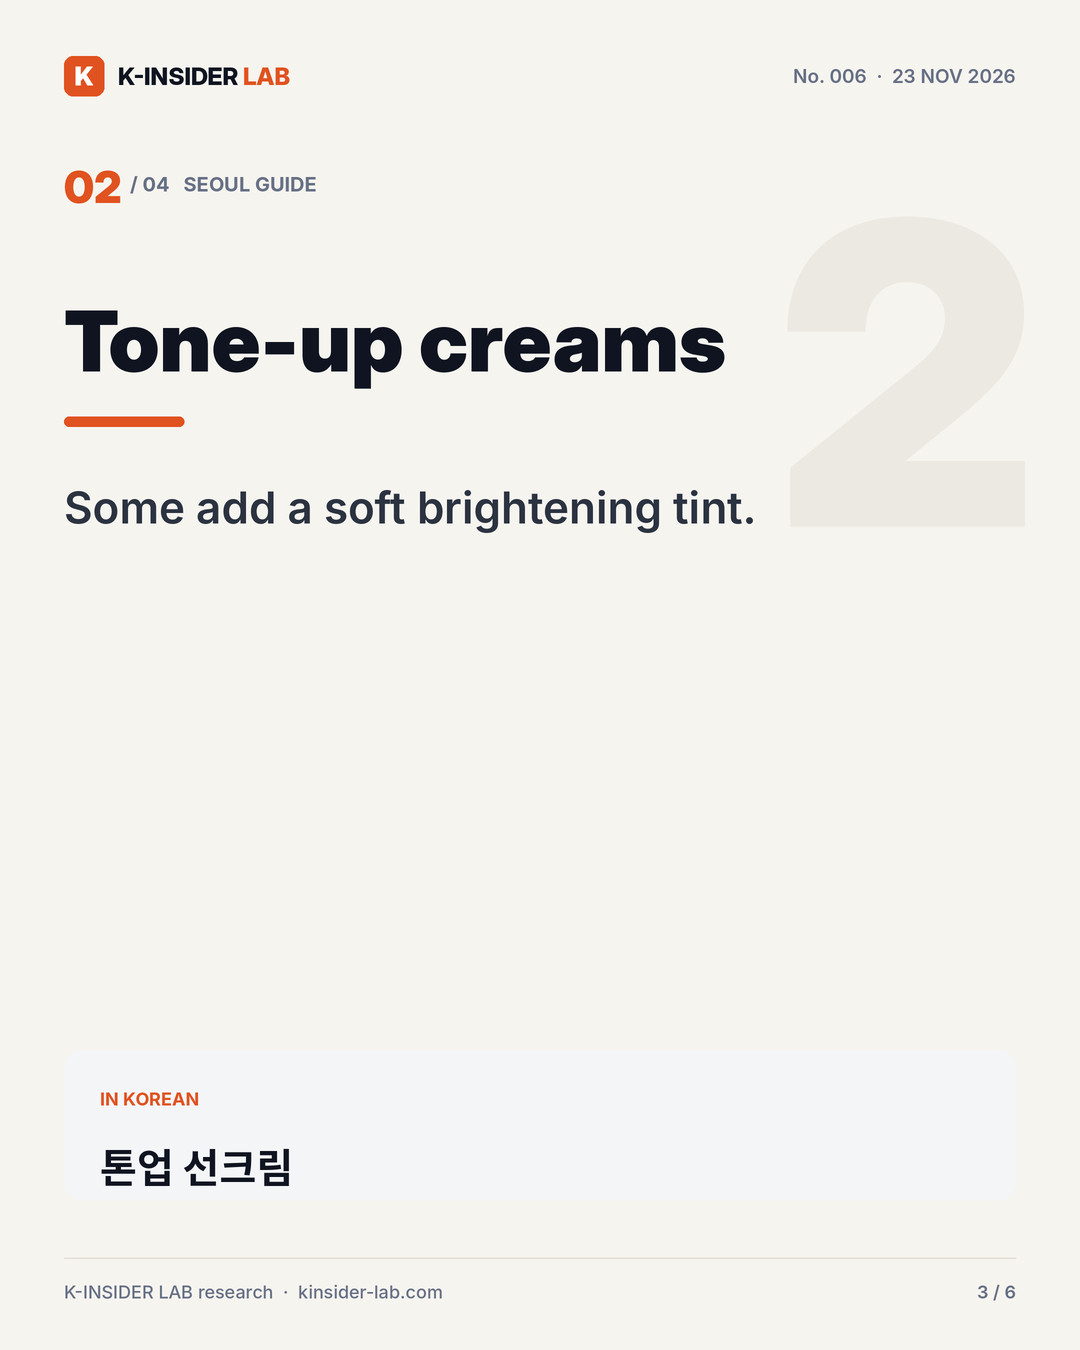 K K-INSIDER LAB
No. 006 · 23 NOV 2026
02 / 04 SEOUL GUIDE
2
Tone-up creams
Some add a soft brightening tint.
IN KOREAN
톤업 선크림
K-INSIDER LAB research · kinsider-lab.com
3 / 6